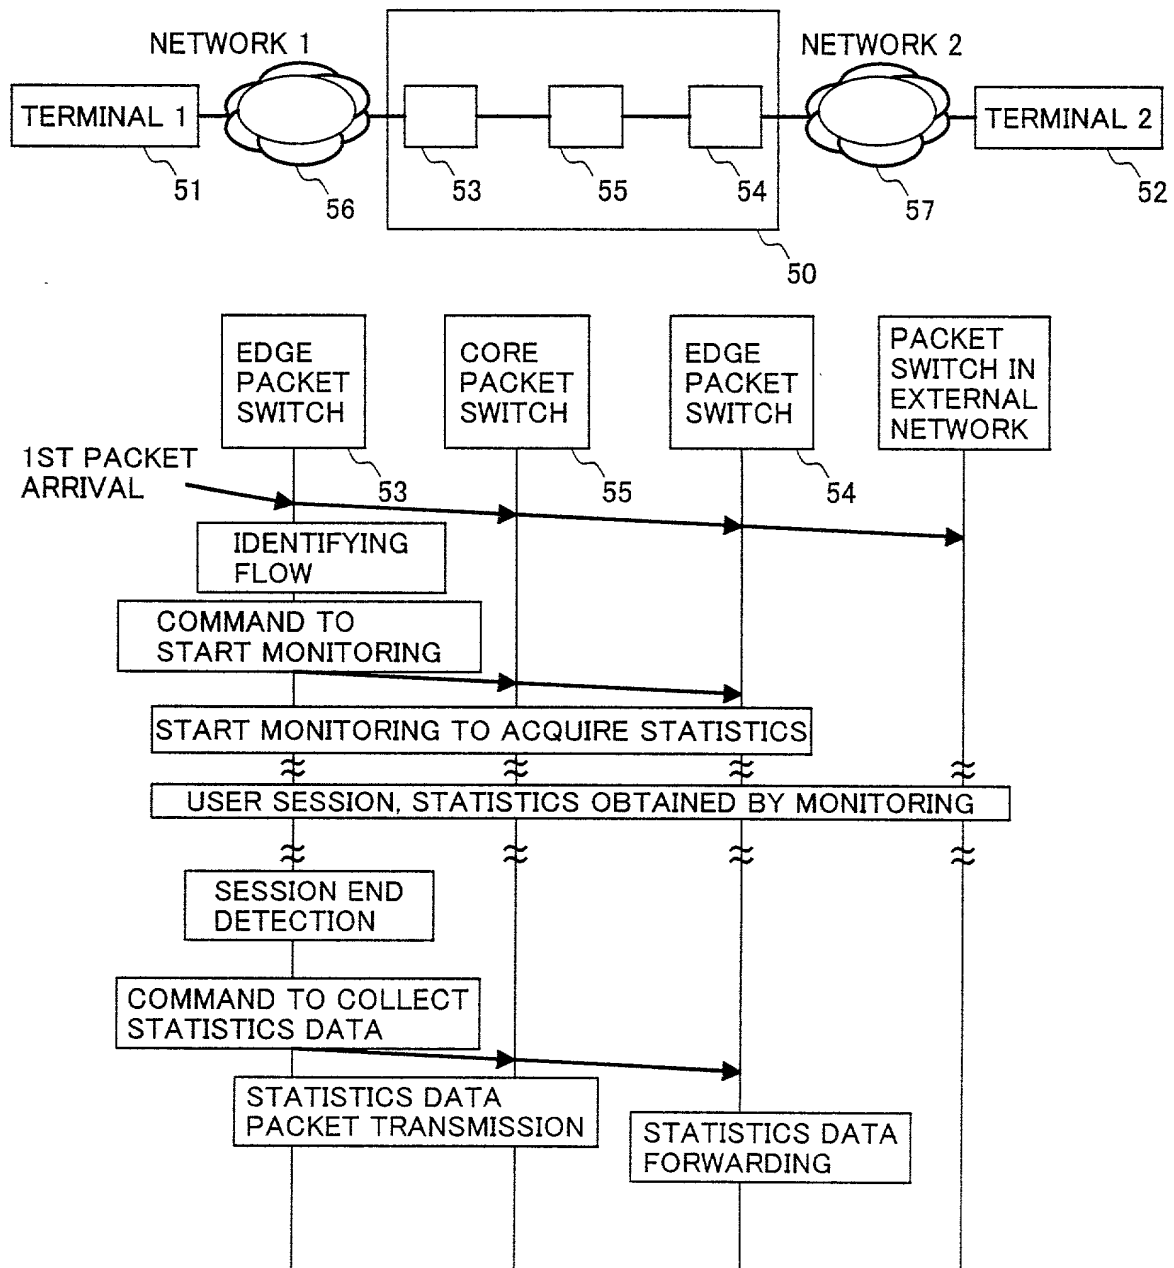 NETWORK 1
NETWORK 2
TERMINAL 1
TERMINAL 2
51
56
53
55
54
57
52
50
EDGE
PACKET
SWITCH
CORE
PACKET
SWITCH
EDGE
PACKET
SWITCH
PACKET
SWITCH IN
EXTERNAL
NETWORK
1ST PACKET
ARRIVAL
53
55
54
IDENTIFYING
FLOW
COMMAND TO
START MONITORING
START MONITORING TO ACQUIRE STATISTICS
USER SESSION, STATISTICS OBTAINED BY MONITORING
SESSION END
DETECTION
COMMAND TO COLLECT
STATISTICS DATA
STATISTICS DATA
PACKET TRANSMISSION
STATISTICS DATA
FORWARDING